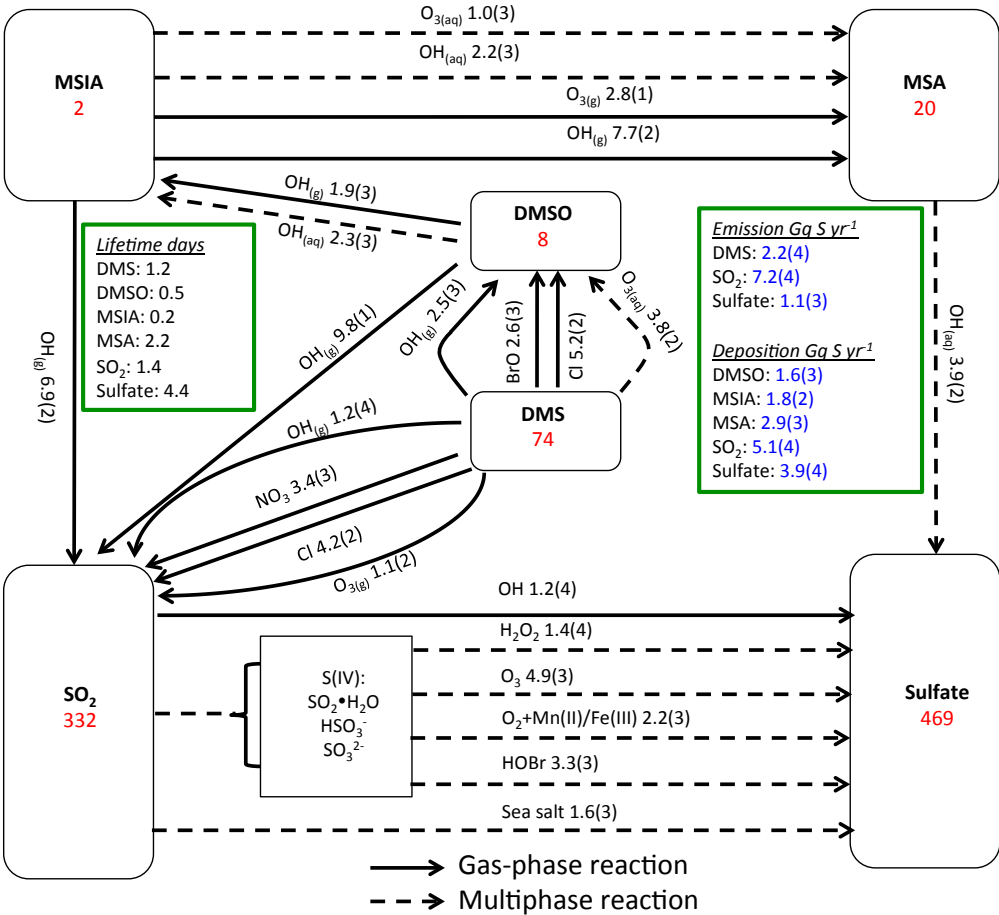 O3(aq) 1.0(3)
OH(aq) 2.2(3)
O3(g) 2.8(1)
OH(g) 7.7(2)
MSIA
2
MSA
20
OH(g) 1.9(3)
OH(aq) 2.3(3)
DMSO
8
Lifetime days
DMS: 1.2
DMSO: 0.5
MSIA: 0.2
MSA: 2.2
SO2: 1.4
Sulfate: 4.4
Emission Gq S yr-1
DMS: 2.2(4)
SO2: 7.2(4)
Sulfate: 1.1(3)
Deposition Gq S yr-1
DMSO: 1.6(3)
MSIA: 1.8(2)
MSA: 2.9(3)
SO2: 5.1(4)
Sulfate: 3.9(4)
OH(g) 6.9(2)
OH(g) 9.8(1)
OH(g) 2.5(3)
BrO 2.6(3)
Cl 5.2(2)
O3(aq) 3.8(2)
OH(aq) 3.9(2)
DMS
74
OH(g) 1.2(4)
NO3 3.4(3)
Cl 4.2(2)
O3(g) 1.1(2)
SO2
332
S(IV):
SO2•H2O
HSO3-
SO32-
OH 1.2(4)
H2O2 1.4(4)
O3 4.9(3)
O2+Mn(II)/Fe(III) 2.2(3)
HOBr 3.3(3)
Sea salt 1.6(3)
Sulfate
469
Gas-phase reaction
Multiphase reaction